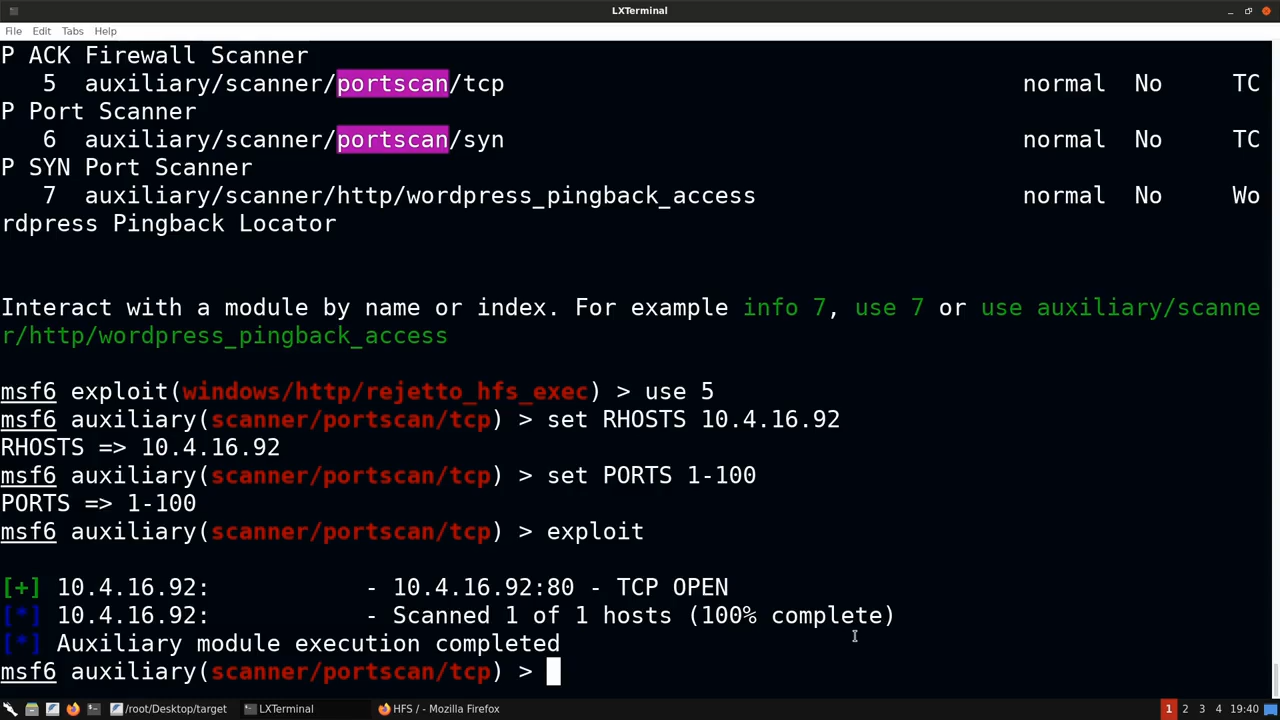 LXTerminal
File Edit Tabs Help
P ACK Firewall Scanner
5 auxiliary/scanner/portscan/tcp normal No TC
P Port Scanner
6 auxiliary/scanner/portscan/syn normal No TC
P SYN Port Scanner
7 auxiliary/scanner/http/wordpress_pingback_access normal No Wo
rdpress Pingback Locator
Interact with a module by name or index. For example info 7, use 7 or use auxiliary/scanne
r/http/wordpress_pingback_access
msf6 exploit(windows/http/rejetto_hfs_exec) > use 5
msf6 auxiliary(scanner/portscan/tcp) > set RHOSTS 10.4.16.92
RHOSTS => 10.4.16.92
msf6 auxiliary(scanner/portscan/tcp) > set PORTS 1-100
PORTS => 1-100
msf6 auxiliary(scanner/portscan/tcp) > exploit
[+] 10.4.16.92: - 10.4.16.92:80 - TCP OPEN
[*] 10.4.16.92: - Scanned 1 of 1 hosts (100% complete)
[*] Auxiliary module execution completed
msf6 auxiliary(scanner/portscan/tcp) >
/root/Desktop/target LXTerminal HFS / - Mozilla Firefox 1 2 3 4 19:40